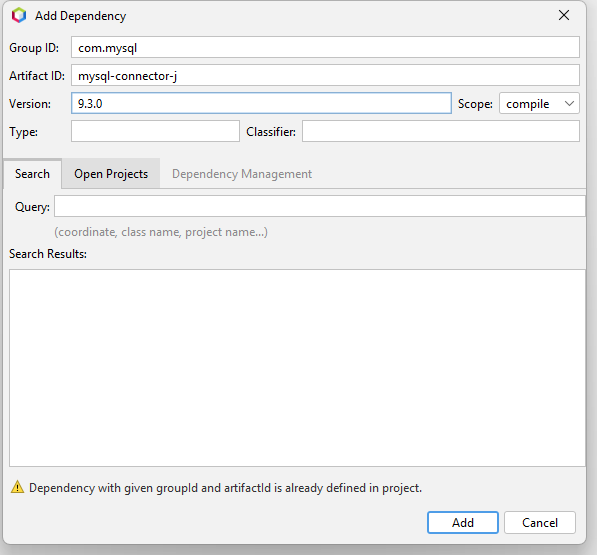 Add Dependency
Group ID: com.mysql
Artifact ID: mysql-connector-j
Version: 9.3.0 Scope: compile
Type: Classifier:
Search Open Projects Dependency Management
Query:
(coordinate, class name, project name...)
Search Results:
Dependency with given groupId and artifactId is already defined in project.
Add Cancel